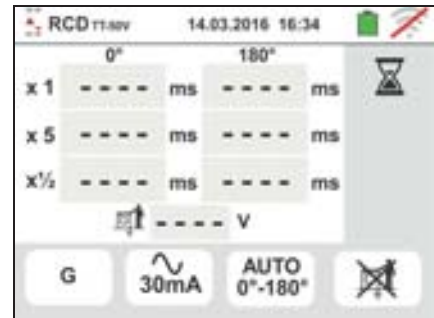 RCD TT-50V 14.03.2016 16:34
0° 180°
x 1 - - - - ms - - - - ms
x 5 - - - - ms - - - - ms
x½ - - - - ms - - - - ms
- - - - V
G 30mA AUTO
0°-180°